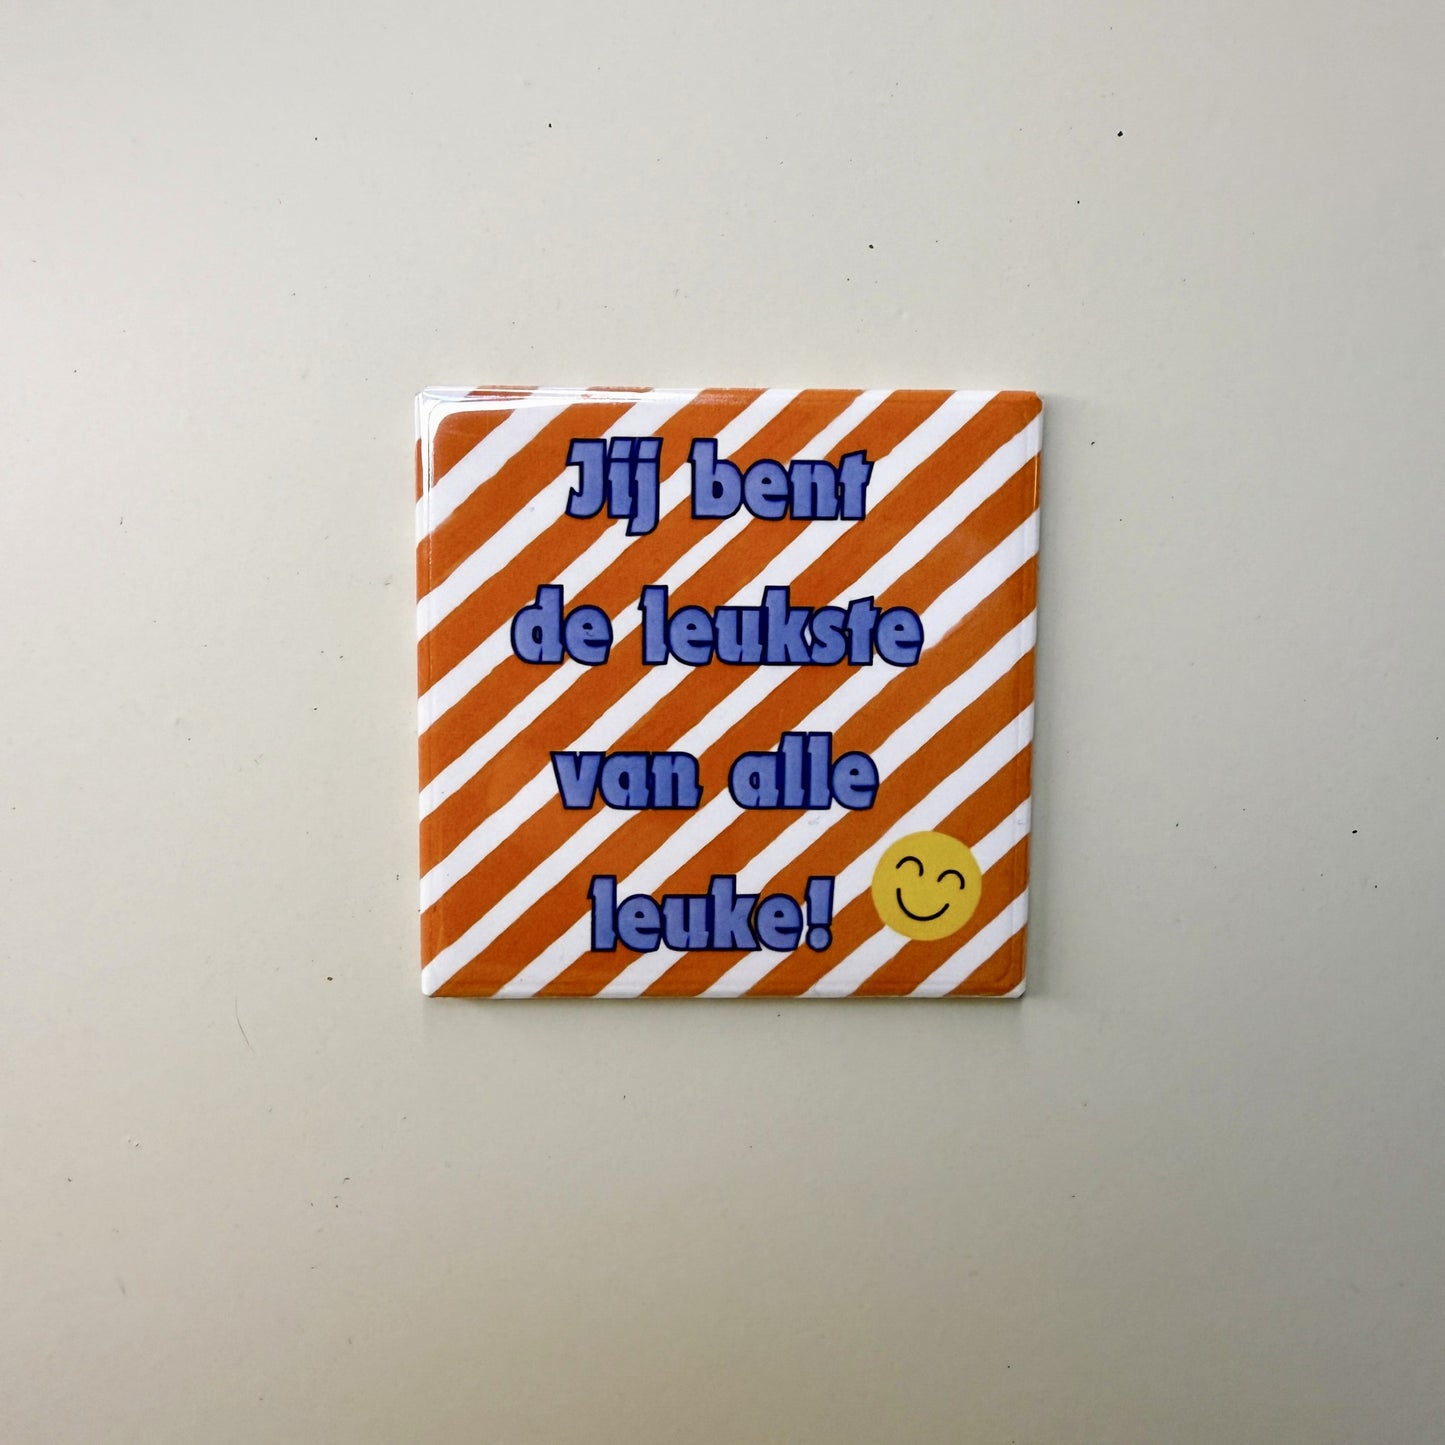 Jij bent
de leukste
van alle
leuke!